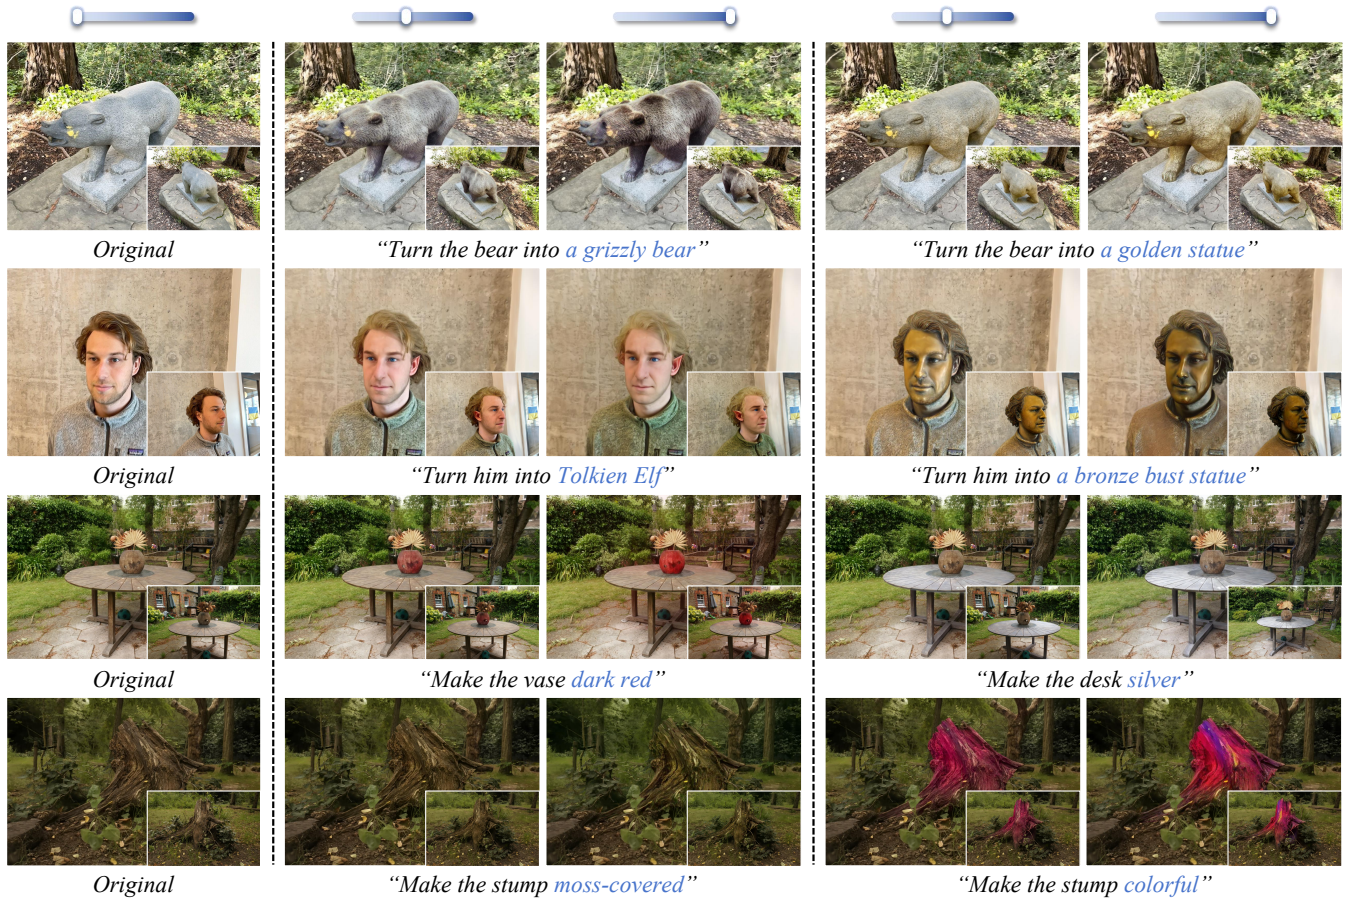 Original
“Turn the bear into a grizzly bear”
“Turn the bear into a golden statue”
Original
“Turn him into Tolkien Elf”
“Turn him into a bronze bust statue”
Original
“Make the vase dark red”
“Make the desk silver”
Original
“Make the stump moss-covered”
“Make the stump colorful”